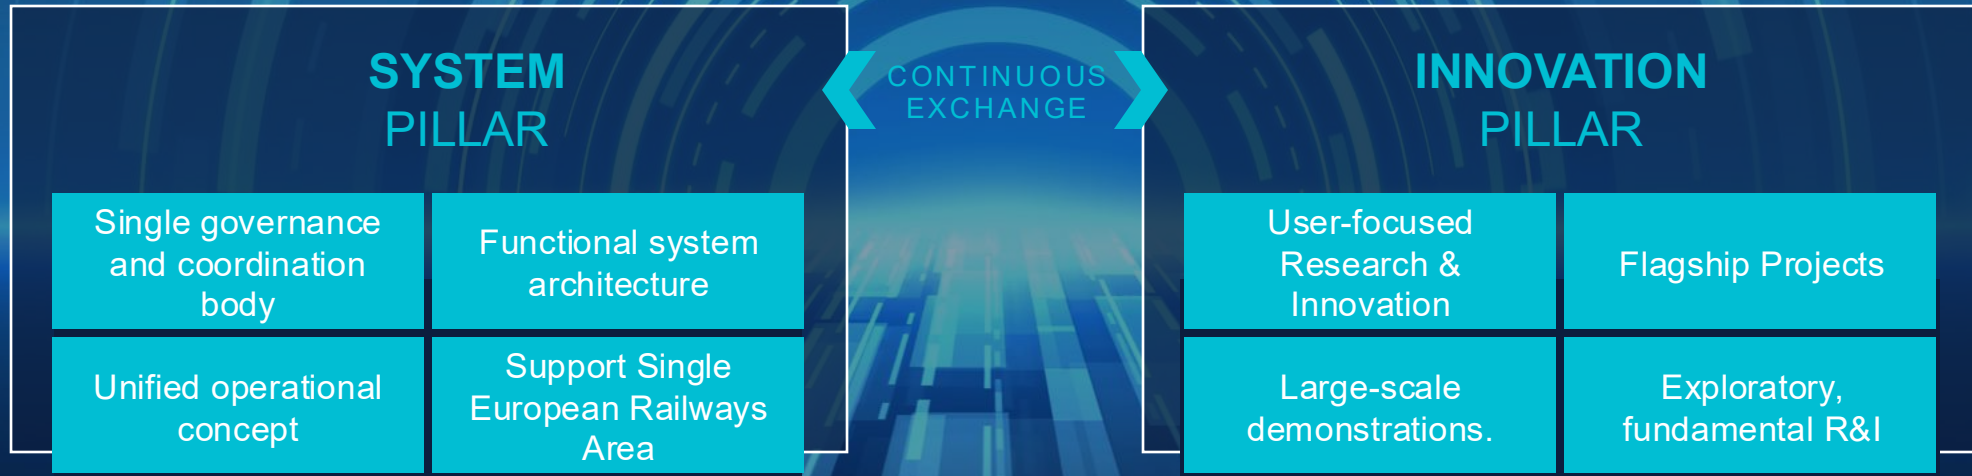 SYSTEM
PILLAR
CONTINUOUS
EXCHANGE
INNOVATION
PILLAR
Single governance
and coordination
body
Functional system
architecture
Unified operational
concept
Support Single
European Railways
Area
User-focused
Research &
Innovation
Flagship Projects
Large-scale
demonstrations.
Exploratory,
fundamental R&I